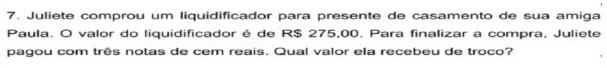 7. Juliete comprou um liquidificador para presente de casamento de sua amiga
Paula. O valor do liquidificador é de R$ 275,00. Para finalizar a compra, Juliete
pagou com três notas de cem reais. Qual valor ela recebeu de troco?